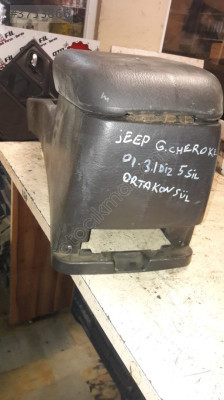 JEEP G.CHEROKE
01-3.1 DİZ 5 SİL
ORTAKONSÜL